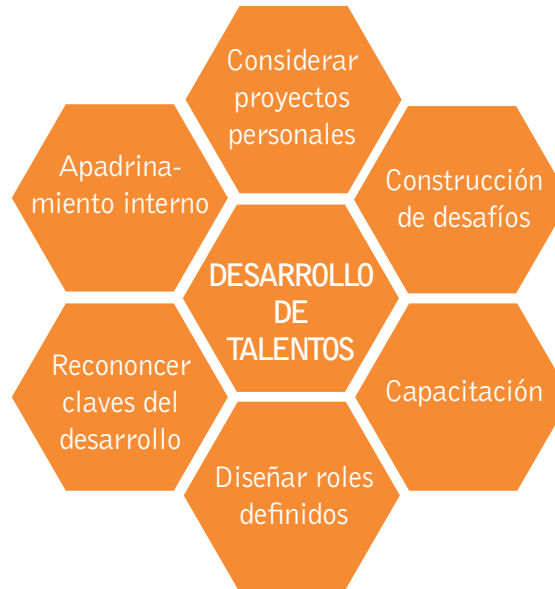 Considerar
proyectos
personales
Apadrina-
miento interno
Construcción
de desafíos
DESARROLLO
DE
TALENTOS
Recononcer
claves del
desarrollo
Capacitación
Diseñar roles
definidos